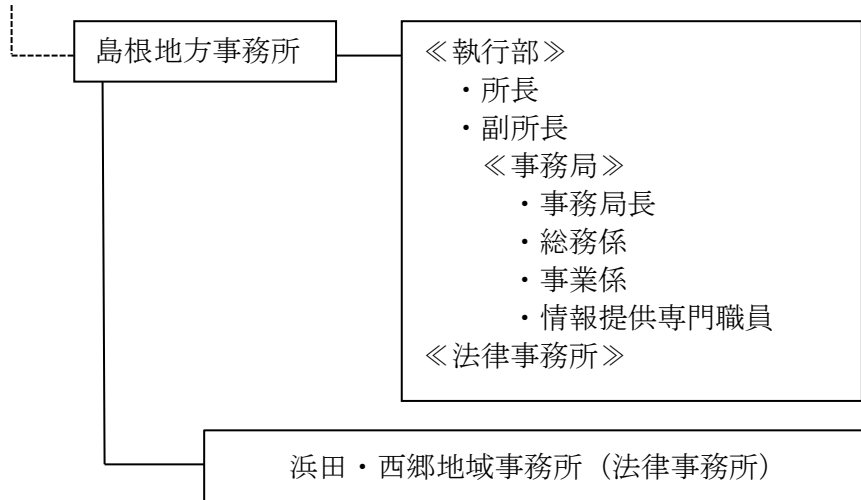 島根地方事務所
≪執行部≫
・所長
・副所長
≪事務局≫
・事務局長
・総務係
・事業係
・情報提供専門職員
≪法律事務所≫
浜田・西郷地域事務所（法律事務所）